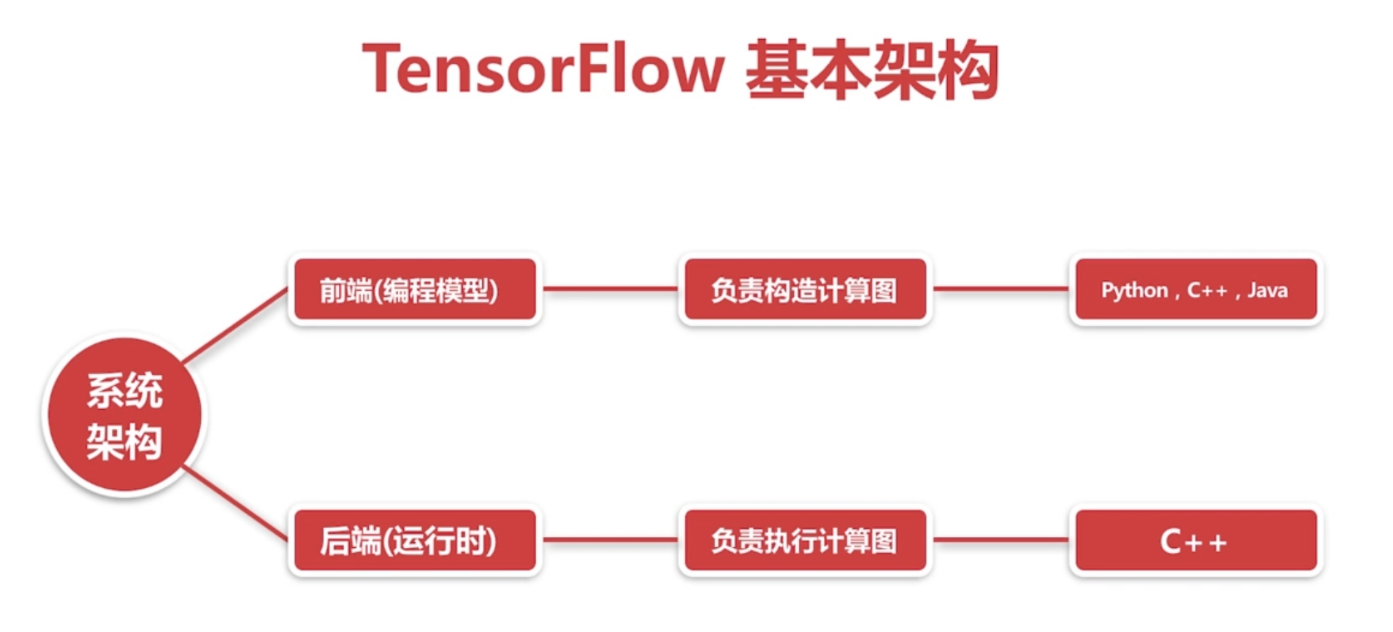 TensorFlow 基本架构
系统
架构
前端(编程模型)
负责构造计算图
Python，C++，Java
后端(运行时)
负责执行计算图
C++